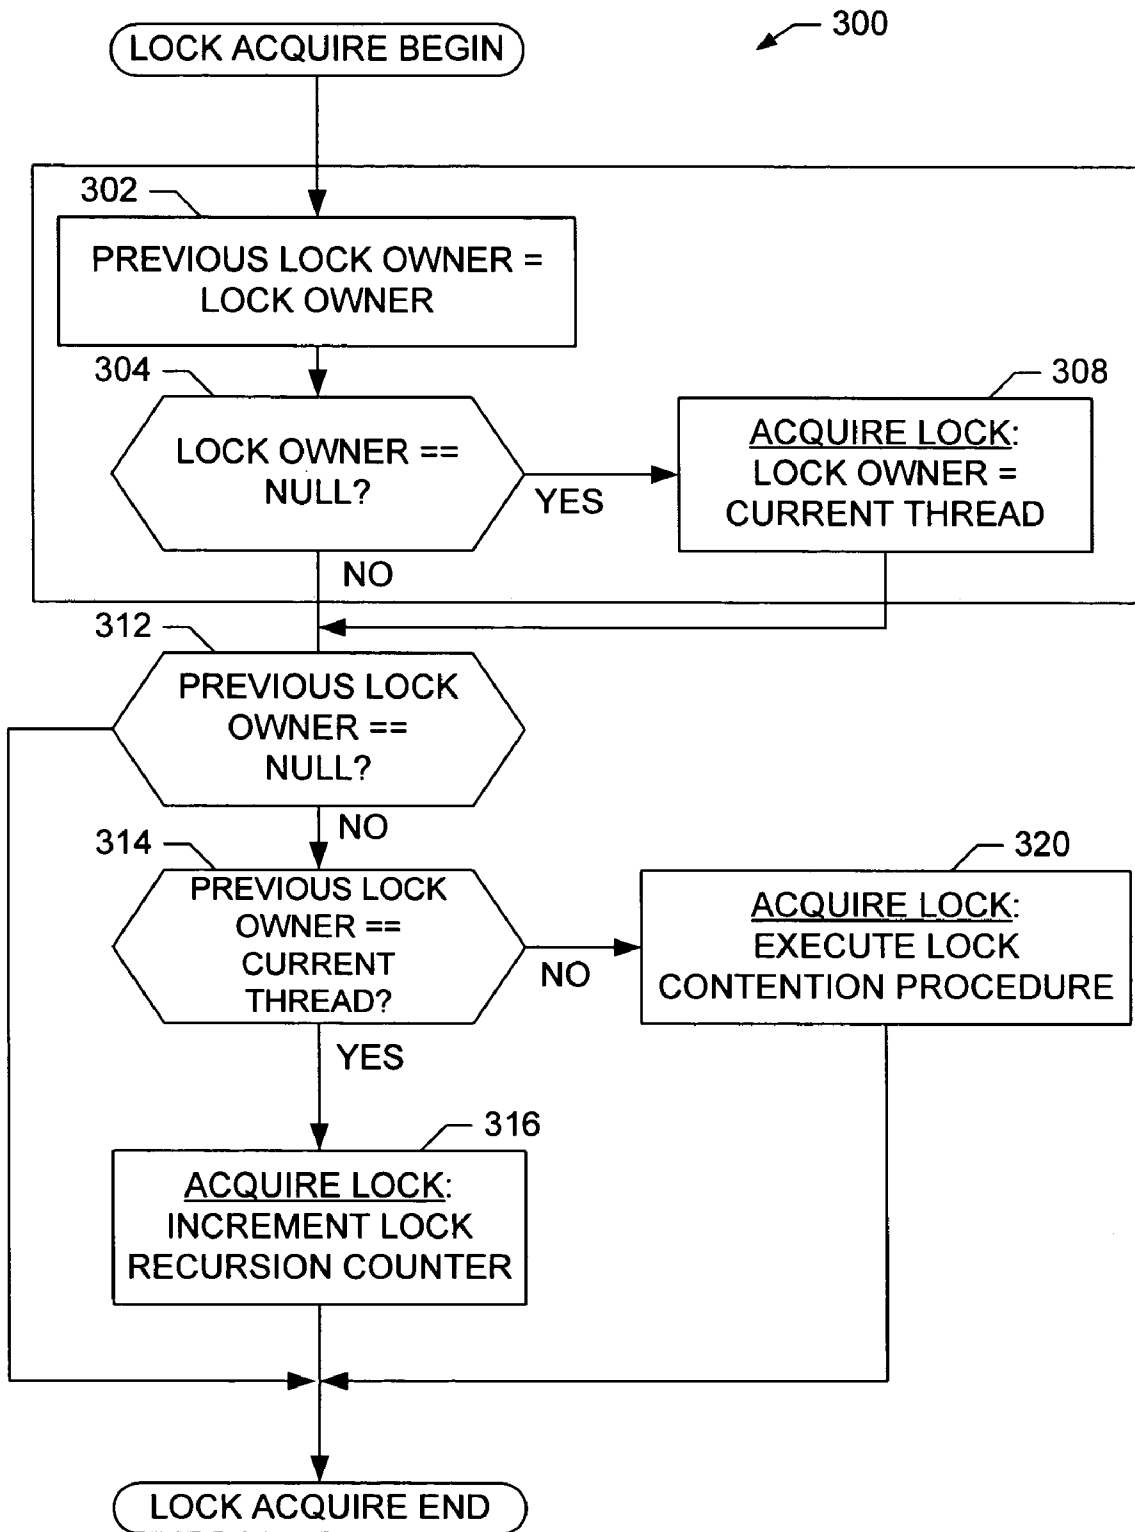 LOCK ACQUIRE BEGIN
300
302
PREVIOUS LOCK OWNER =
LOCK OWNER
304
LOCK OWNER ==
NULL?
YES
NO
308
ACQUIRE LOCK:
LOCK OWNER =
CURRENT THREAD
312
PREVIOUS LOCK
OWNER ==
NULL?
NO
314
PREVIOUS LOCK
OWNER ==
CURRENT
THREAD?
NO
YES
320
ACQUIRE LOCK:
EXECUTE LOCK
CONTENTION PROCEDURE
316
ACQUIRE LOCK:
INCREMENT LOCK
RECURSION COUNTER
LOCK ACQUIRE END